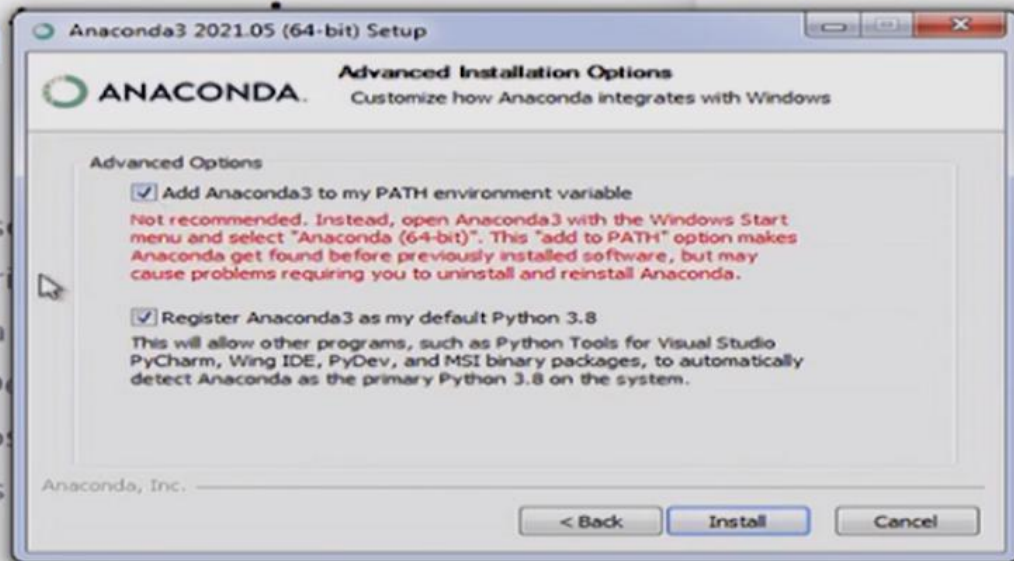 Anaconda3 2021.05 (64-bit) Setup
ANACONDA.
Advanced Installation Options
Customize how Anaconda integrates with Windows
Advanced Options
Add Anaconda3 to my PATH environment variable
Not recommended. Instead, open Anaconda3 with the Windows Start
menu and select "Anaconda (64-bit)". This "add to PATH" option makes
Anaconda get found before previously installed software, but may
cause problems requiring you to uninstall and reinstall Anaconda.
Register Anaconda3 as my default Python 3.8
This will allow other programs, such as Python Tools for Visual Studio
PyCharm, Wing IDE, PyDev, and MSI binary packages, to automatically
detect Anaconda as the primary Python 3.8 on the system.
Anaconda, Inc.
< Back
Install
Cancel